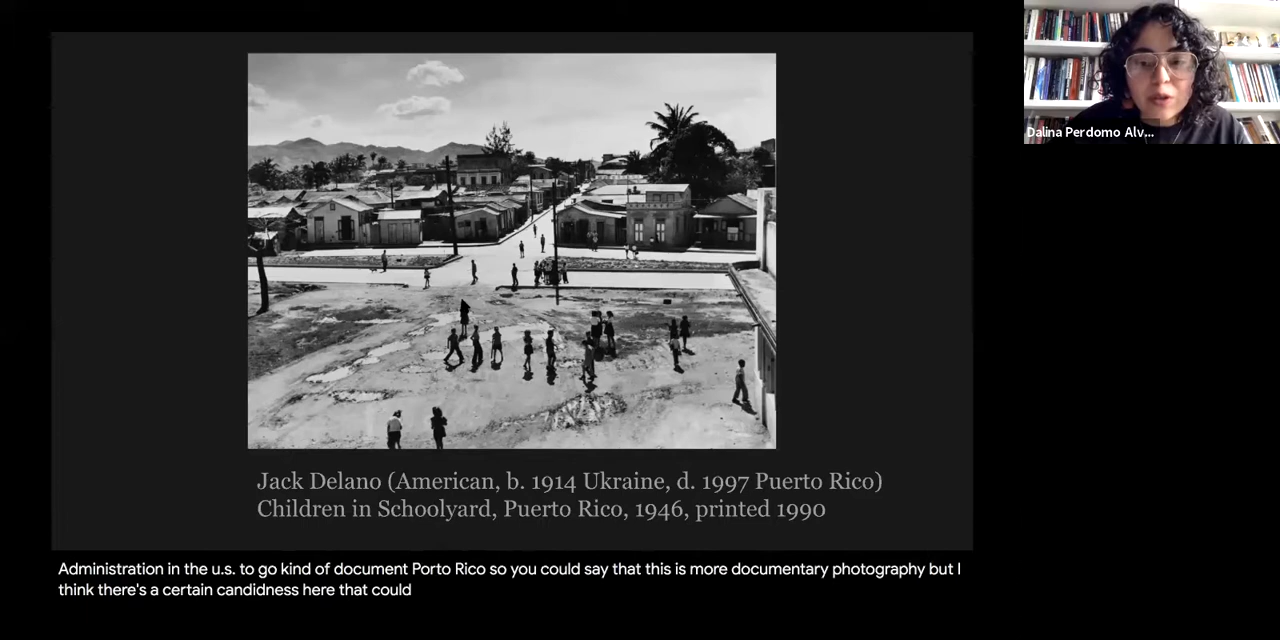 Dalina Perdomo Alv...
Jack Delano (American, b. 1914 Ukraine, d. 1997 Puerto Rico)
Children in Schoolyard, Puerto Rico, 1946, printed 1990
Administration in the u.s. to go kind of document Porto Rico so you could say that this is more documentary photography but I
think there's a certain candidness here that could